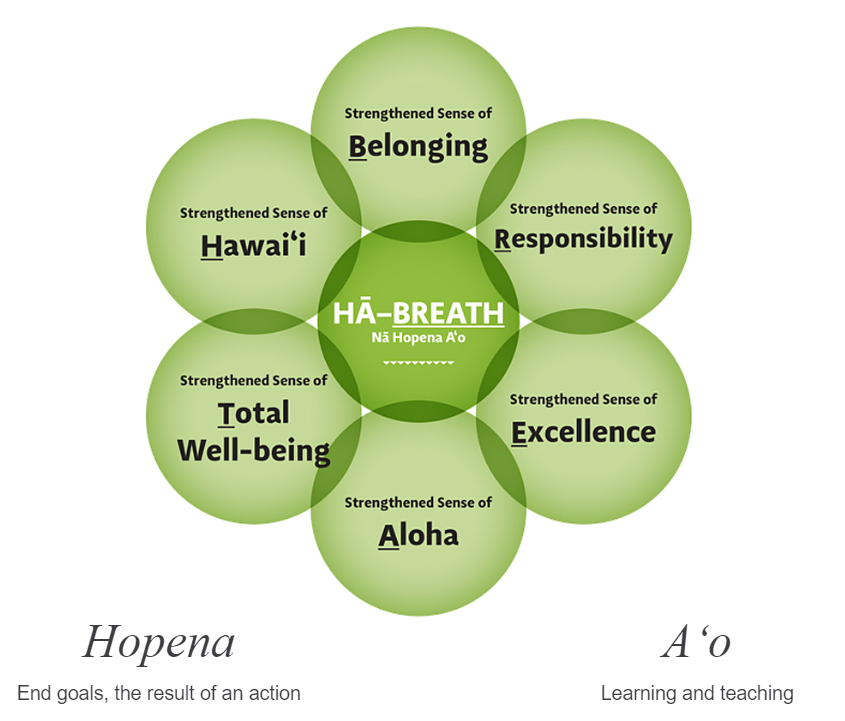 Strengthened Sense of
Belonging
Strengthened Sense of
Responsibility
Strengthened Sense of
Excellence
Strengthened Sense of
Aloha
Strengthened Sense of
Total
Well-being
Strengthened Sense of
Hawaiʻi
HĀ–BREATH
Nā Hopena Aʻo
Hopena
End goals, the result of an action
Aʻo
Learning and teaching